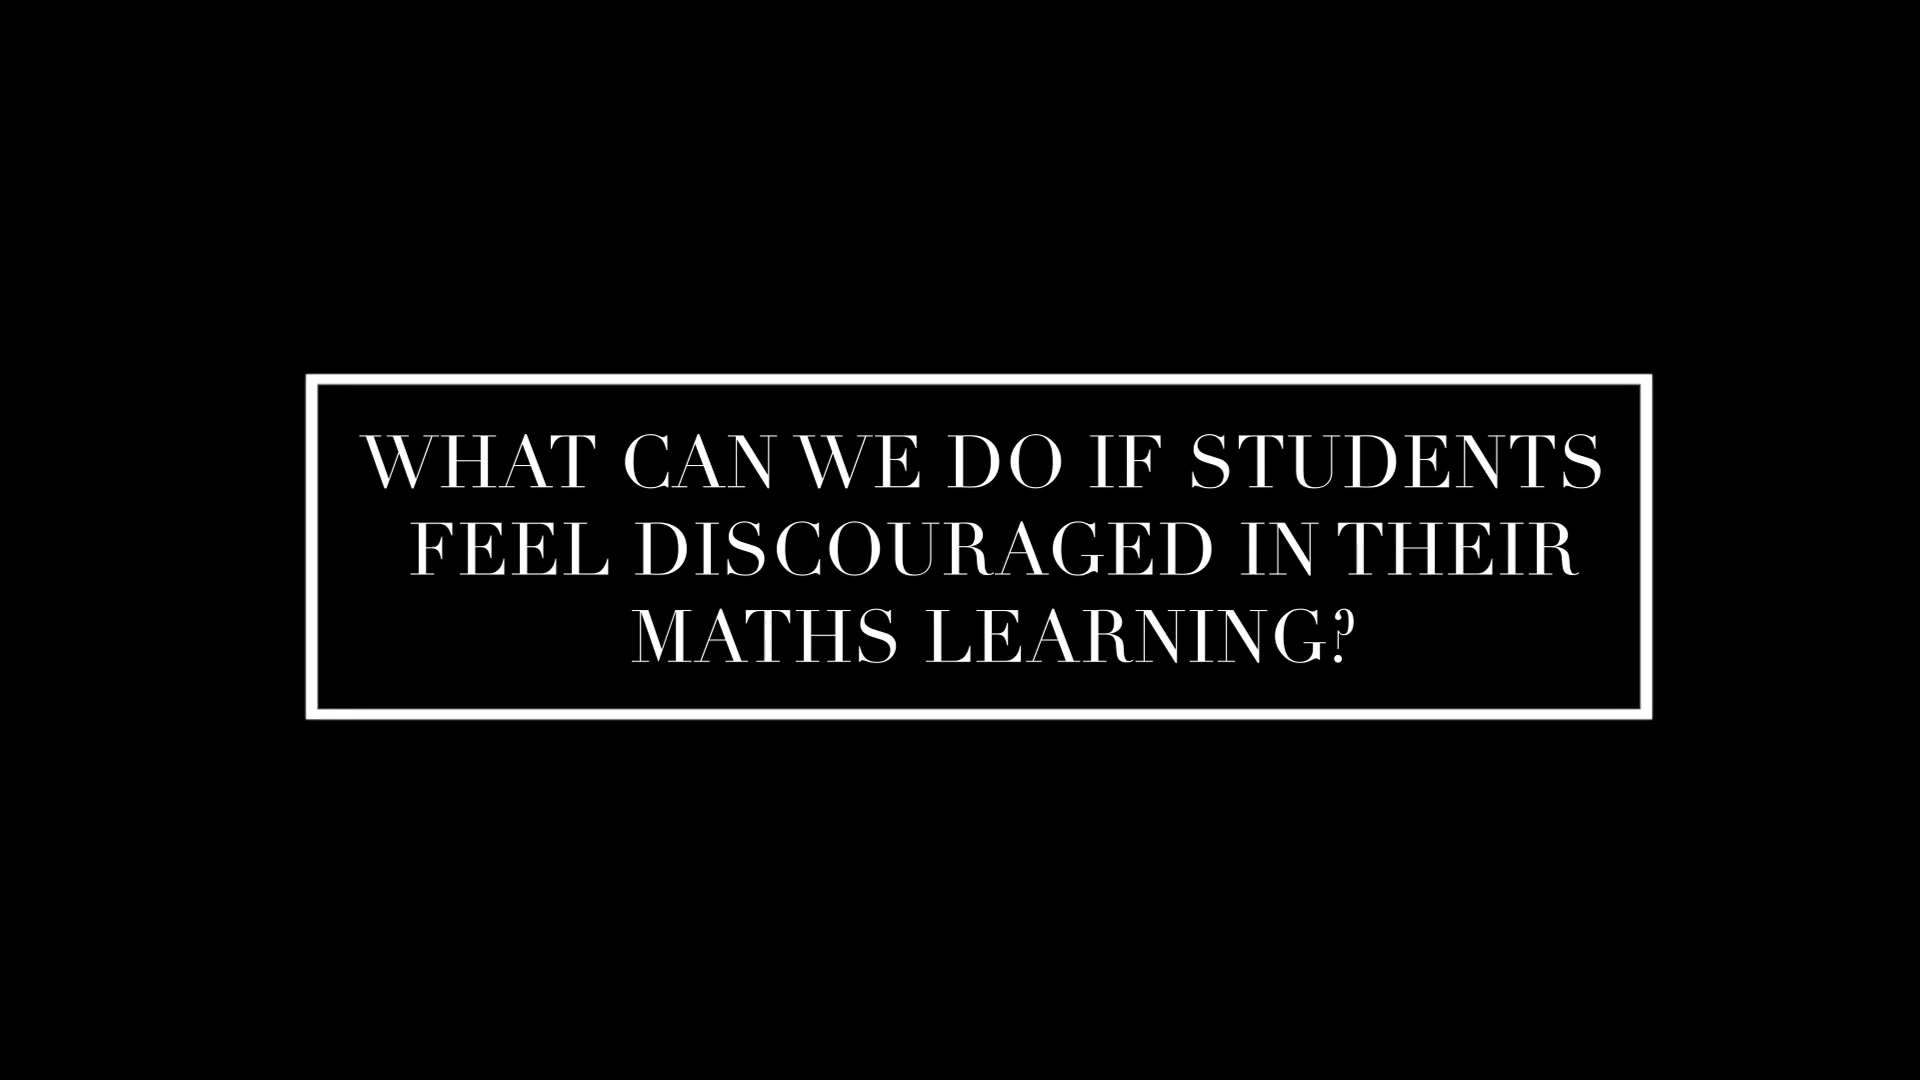 WHAT CAN WE DO IF STUDENTS
FEEL DISCOURAGED IN THEIR
MATHS LEARNING?